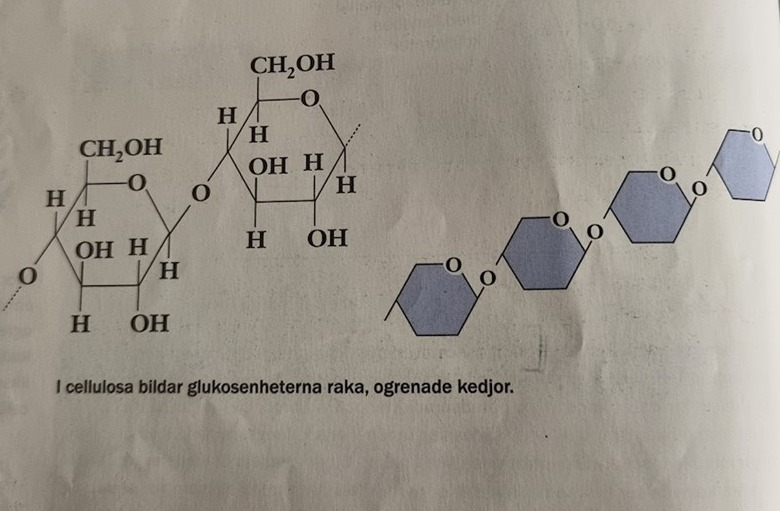 CH₂OH
O
H
H
OH H
H
H
OH
CH₂OH
O
H
H
OH H
H
H
OH
O
O
O
O
O
O
O
O
O
I cellulosa bildar glukosenheterna raka, ogrenade kedjor.